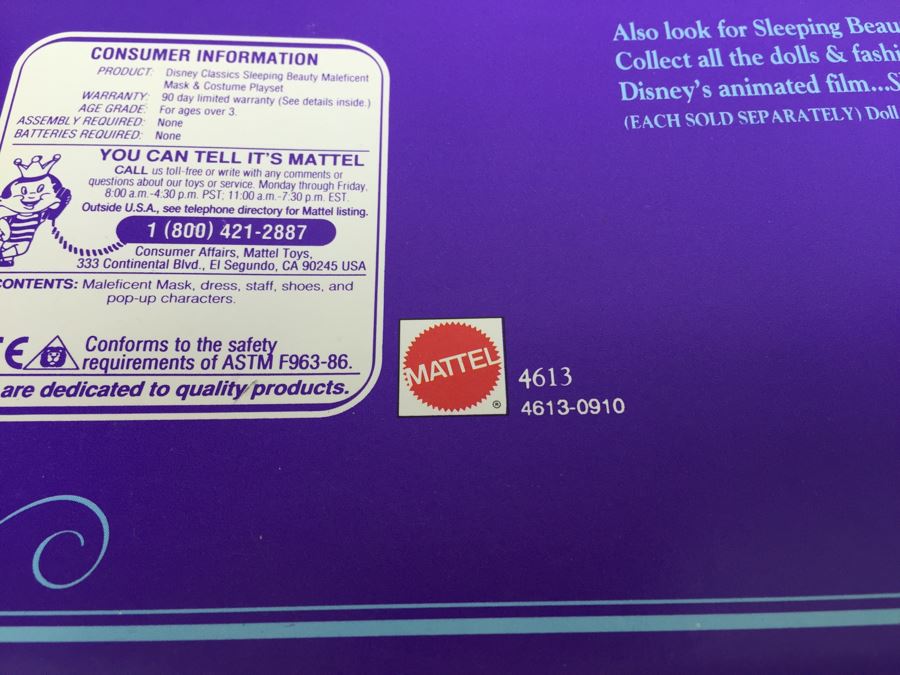 CONSUMER INFORMATION
PRODUCT: Disney Classics Sleeping Beauty Maleficent
Mask & Costume Playset
WARRANTY: 90 day limited warranty (See details inside.)
AGE GRADE: For ages over 3.
ASSEMBLY REQUIRED: None
BATTERIES REQUIRED: None
YOU CAN TELL IT'S MATTEL
CALL us toll-free or write with any comments or
questions about our toys or service. Monday through Friday.
8:00 a.m.-4:30 p.m. PST; 11:00 a.m.-7:30 p.m. EST.
Outside U.S.A., see telephone directory for Mattel listing.
1 (800) 421-2887
Consumer Affairs, Mattel Toys,
333 Continental Blvd., El Segundo, CA 90245 USA
CONTENTS: Maleficent Mask, dress, staff, shoes, and
pop-up characters.
CE Conforms to the safety
requirements of ASTM F963-86.
are dedicated to quality products.
MATTEL
®
4613
4613-0910
Also look for Sleeping Beau
Collect all the dolls & fashi
Disney's animated film...S
(EACH SOLD SEPARATELY) Doll